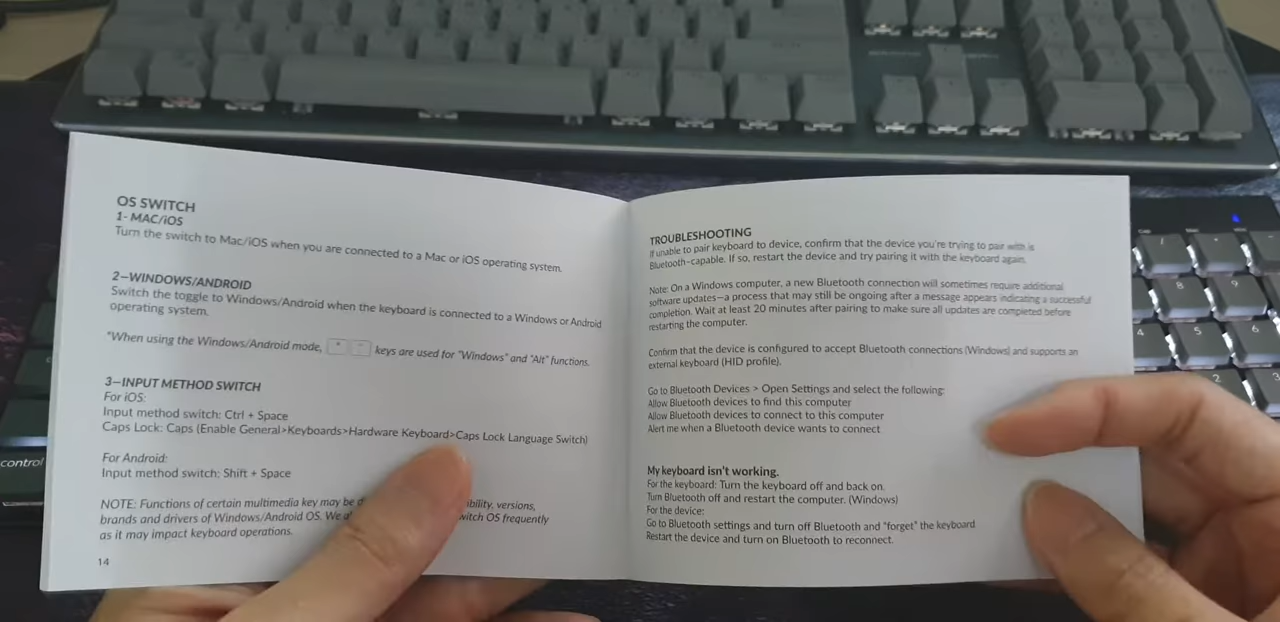 OS SWITCH
1- MAC/iOS
Turn the switch to Mac/iOS when you are connected to a Mac or iOS operating system.
2—WINDOWS/ANDROID
Switch the toggle to Windows/Android when the keyboard is connected to a Windows or Android
operating system.
*When using the Windows/Android mode, keys are used for "Windows" and "Alt" functions.
3—INPUT METHOD SWITCH
For iOS:
Input method switch: Ctrl + Space
Caps Lock: Caps (Enable General>Keyboards>Hardware Keyboard>Caps Lock Language Switch)
For Android:
Input method switch: Shift + Space
NOTE: Functions of certain multimedia key may be versions,
brands and drivers of Windows/Android OS. We switch OS frequently
as it may impact keyboard operations.
14
TROUBLESHOOTING
If unable to pair keyboard to device, confirm that the device you're trying to pair with is
Bluetooth-capable. If so, restart the device and try pairing it with the keyboard again.
Note: On a Windows computer, a new Bluetooth connection will sometimes require additional
software updates—a process that may still be ongoing after a message appears indicating a successful
completion. Wait at least 20 minutes after pairing to make sure all updates are completed before
restarting the computer.
Confirm that the device is configured to accept Bluetooth connections (Windows) and supports an
external keyboard (HID profile).
Go to Bluetooth Devices > Open Settings and select the following:
Allow Bluetooth devices to find this computer
Allow Bluetooth devices to connect to this computer
Alert me when a Bluetooth device wants to connect
My keyboard isn't working.
For the keyboard: Turn the keyboard off and back on.
Turn Bluetooth off and restart the computer. (Windows)
For the device:
Go to Bluetooth settings and turn off Bluetooth and "forget" the keyboard
Restart the device and turn on Bluetooth to reconnect.
control
8
9
4
5
6
2
3